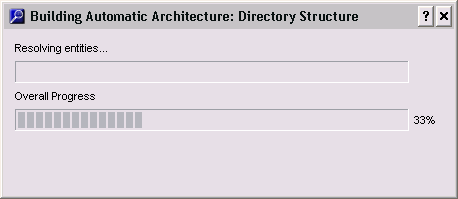 Building Automatic Architecture: Directory Structure ?
Resolving entities...
Overall Progress
33%